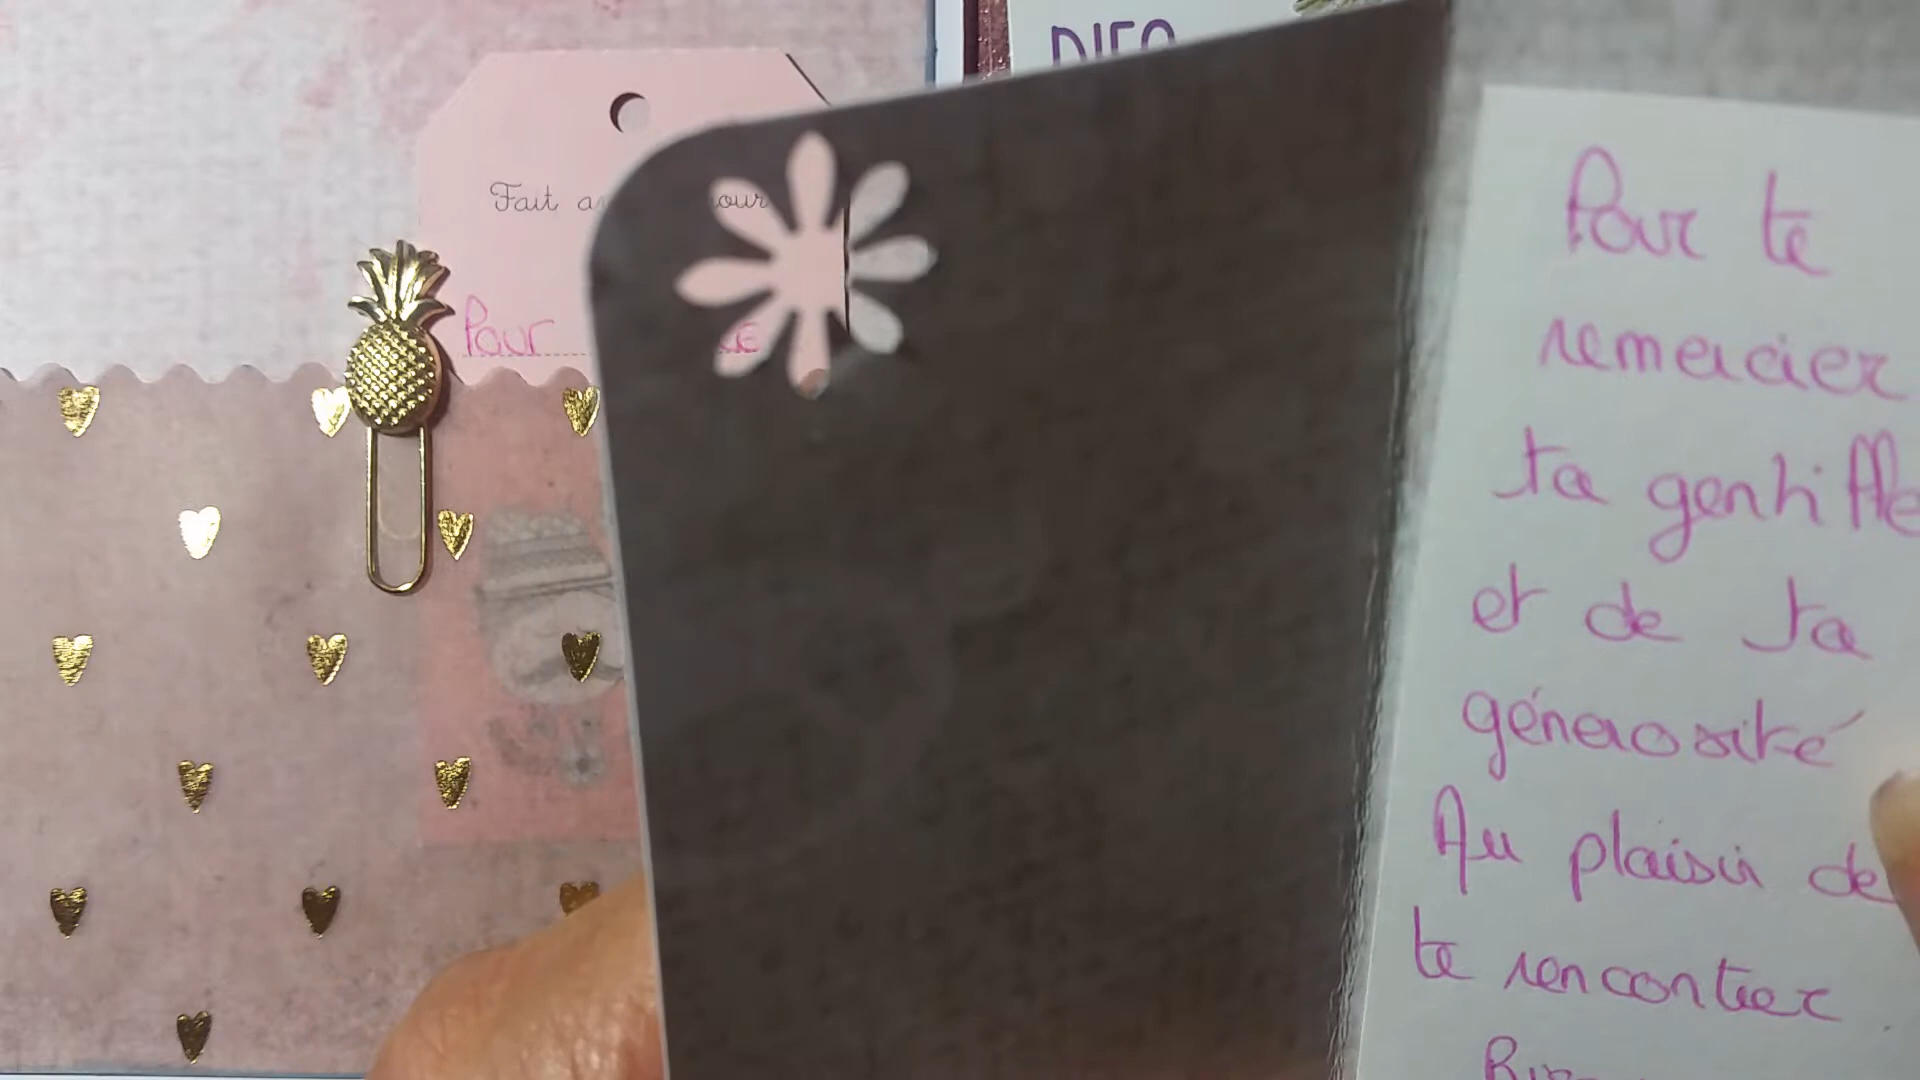 Fait
Pour
Pour te
remercier
ta gentille
et de ta
générosité
Au plaisir de
te rencontrer